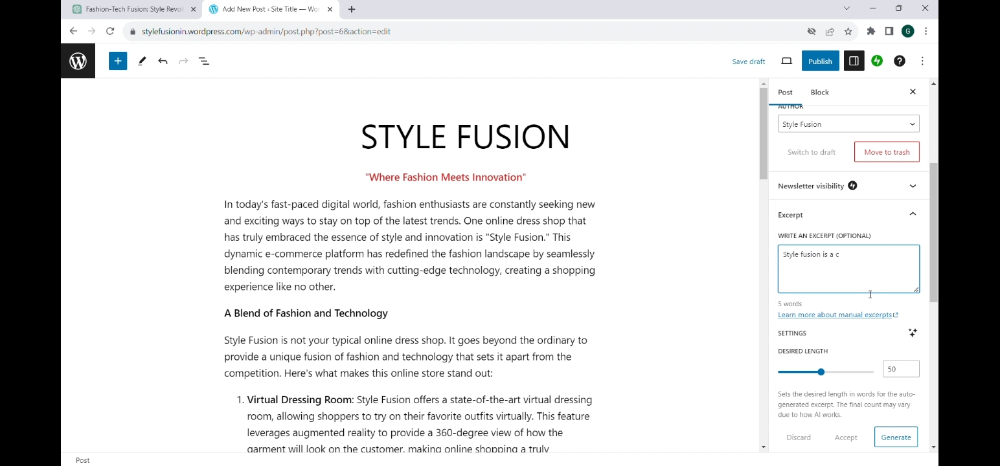 Fashion-Tech Fusion: Style Revol
Add New Post ‹ Site Title — Wor
stylefusionin.wordpress.com/wp-admin/post.php?post=6&action=edit
G
Save draft
Publish
STYLE FUSION
"Where Fashion Meets Innovation"
In today's fast-paced digital world, fashion enthusiasts are constantly seeking new
and exciting ways to stay on top of the latest trends. One online dress shop that
has truly embraced the essence of style and innovation is "Style Fusion." This
dynamic e-commerce platform has redefined the fashion landscape by seamlessly
blending contemporary trends with cutting-edge technology, creating a shopping
experience like no other.
A Blend of Fashion and Technology
Style Fusion is not your typical online dress shop. It goes beyond the ordinary to
provide a unique fusion of fashion and technology that sets it apart from the
competition. Here's what makes this online store stand out:
1. Virtual Dressing Room: Style Fusion offers a state-of-the-art virtual dressing
room, allowing shoppers to try on their favorite outfits virtually. This feature
leverages augmented reality to provide a 360-degree view of how the
garment will look on the customer, making online shopping a truly
Post
Block
AUTHOR
Style Fusion
Switch to draft
Move to trash
Newsletter visibility
Excerpt
WRITE AN EXCERPT (OPTIONAL)
Style fusion is a c
5 words
Learn more about manual excerpts
SETTINGS
DESIRED LENGTH
50
Sets the desired length in words for the auto-
generated excerpt. The final count may vary
due to how AI works.
Discard
Accept
Generate
Post